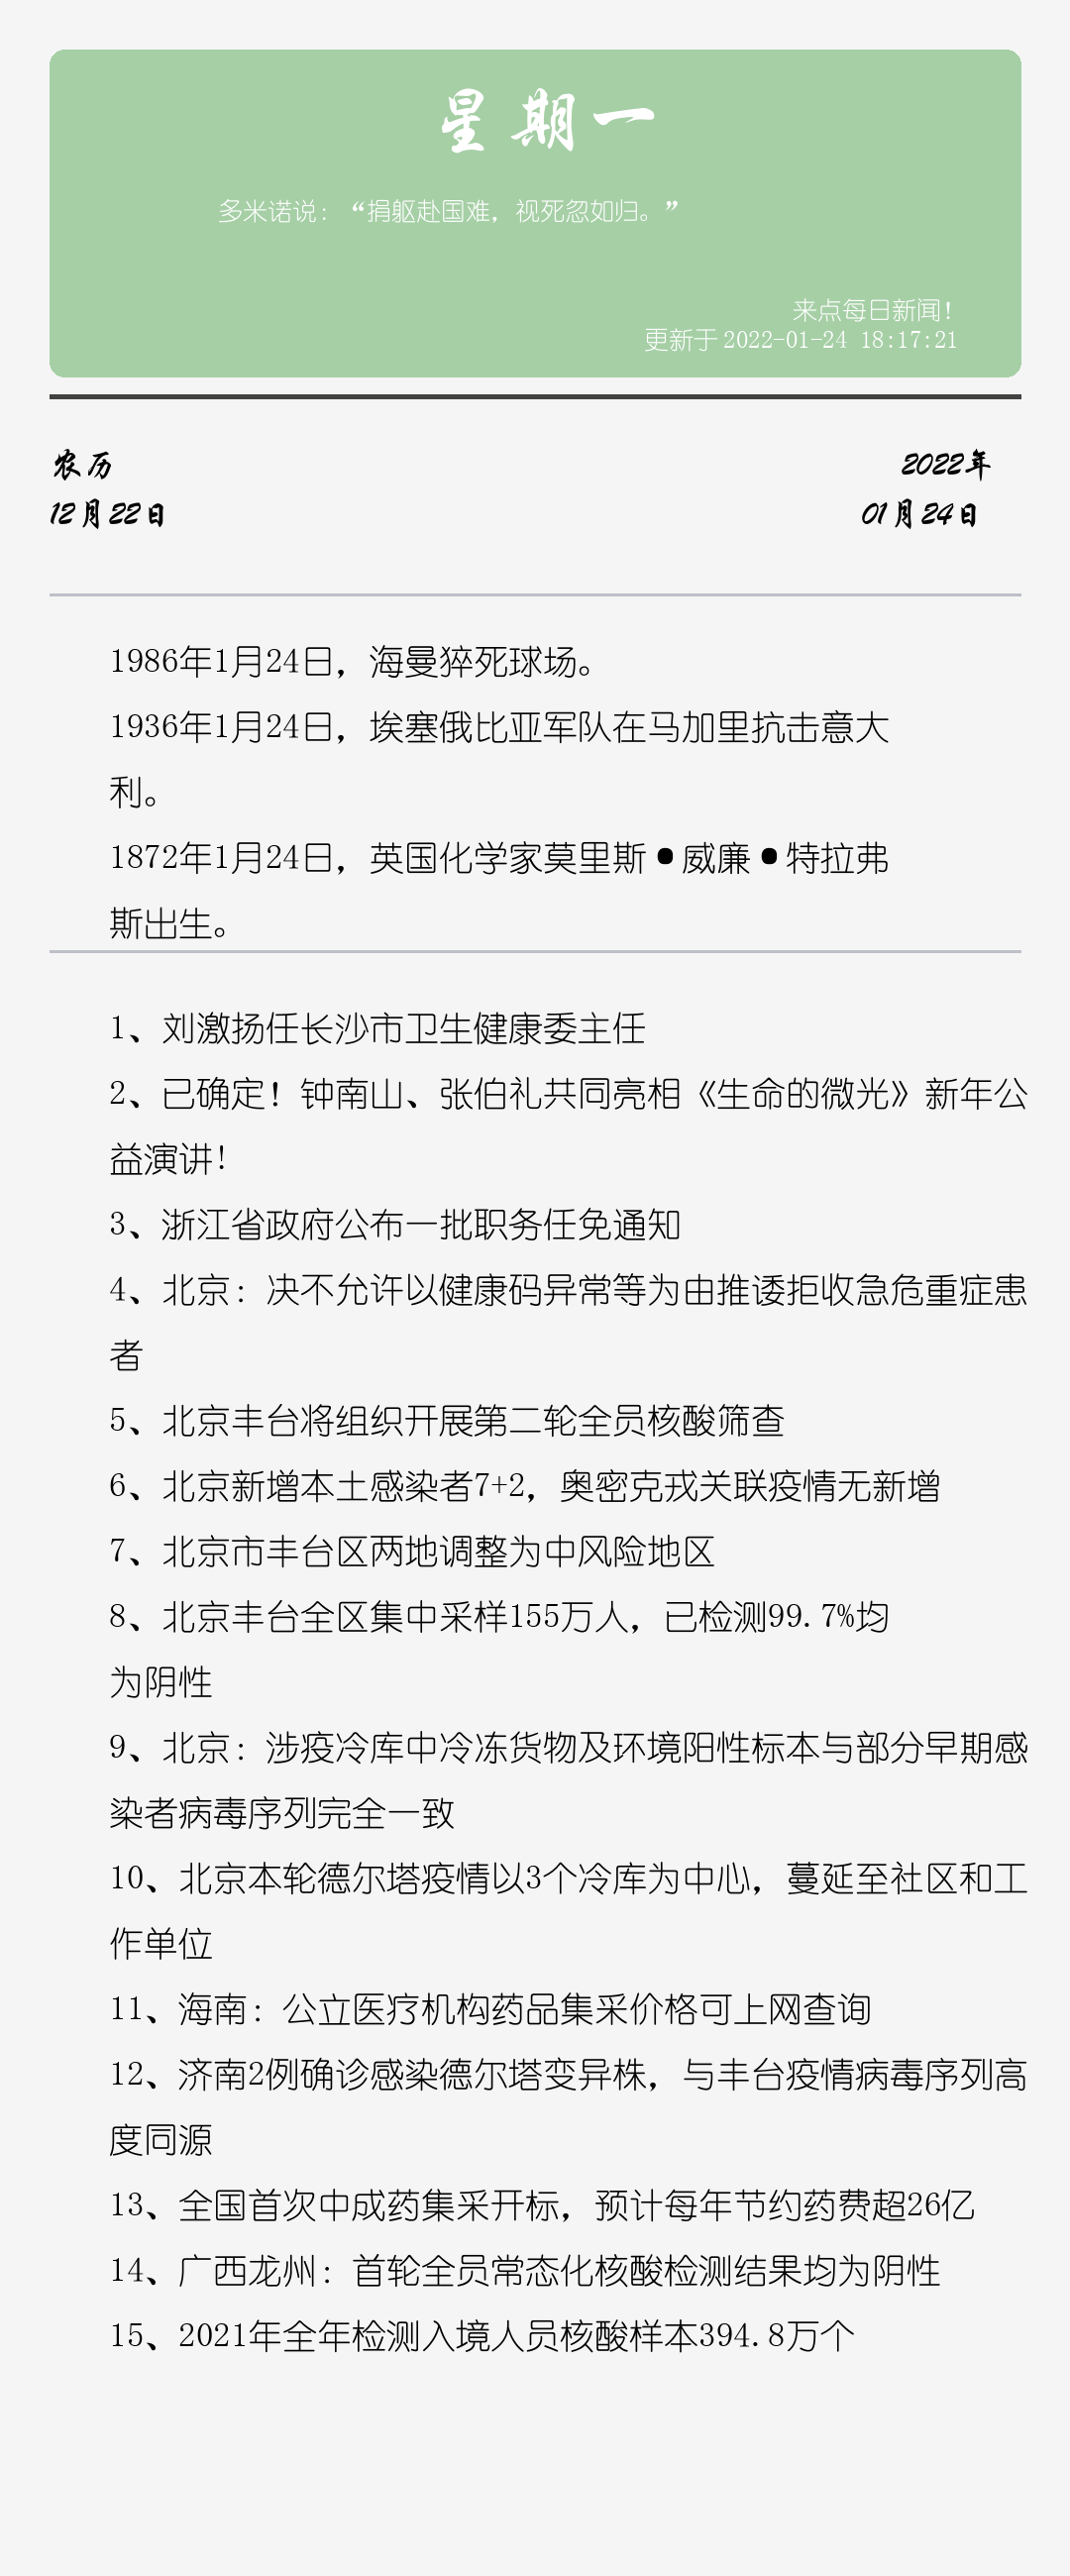 星期一
多米诺说：“捐躯赴国难，视死忽如归。”
来点每日新闻！
更新于 2022-01-24 18:17:21
农历
2022年
12月22日
01月24日
1986年1月24日，海曼猝死球场。
1936年1月24日，埃塞俄比亚军队在马加里抗击意大
利。
1872年1月24日，英国化学家莫里斯•威廉•特拉弗
斯出生。
1、刘激扬任长沙市卫生健康委主任
2、已确定！钟南山、张伯礼共同亮相《生命的微光》新年公
益演讲！
3、浙江省政府公布一批职务任免通知
4、北京：决不允许以健康码异常等为由推诿拒收急危重症患
者
5、北京丰台将组织开展第二轮全员核酸筛查
6、北京新增本土感染者7+2，奥密克戎关联疫情无新增
7、北京市丰台区两地调整为中风险地区
8、北京丰台全区集中采样155万人，已检测99.7%均
为阴性
9、北京：涉疫冷库中冷冻货物及环境阳性标本与部分早期感
染者病毒序列完全一致
10、北京本轮德尔塔疫情以3个冷库为中心，蔓延至社区和工
作单位
11、海南：公立医疗机构药品集采价格可上网查询
12、济南2例确诊感染德尔塔变异株，与丰台疫情病毒序列高
度同源
13、全国首次中成药集采开标，预计每年节约药费超26亿
14、广西龙州：首轮全员常态化核酸检测结果均为阴性
15、2021年全年检测入境人员核酸样本394.8万个